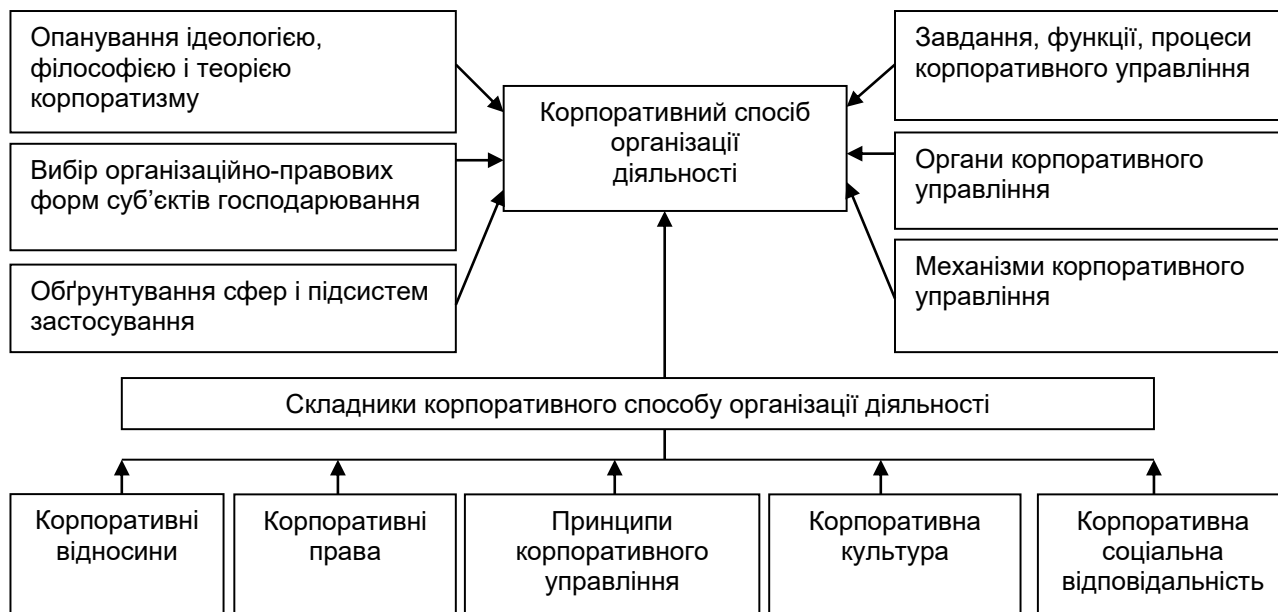 Опанування ідеологією,
філософією і теорією
корпоратизму
Вибір організаційно-правових
форм суб’єктів господарювання
Обґрунтування сфер і підсистем
застосування
Корпоративний спосіб
організації
діяльності
Завдання, функції, процеси
корпоративного управління
Органи корпоративного
управління
Механізми корпоративного
управління
Складники корпоративного способу організації діяльності
Корпоративні
відносини
Корпоративні
права
Принципи
корпоративного
управління
Корпоративна
культура
Корпоративна
соціальна
відповідальність